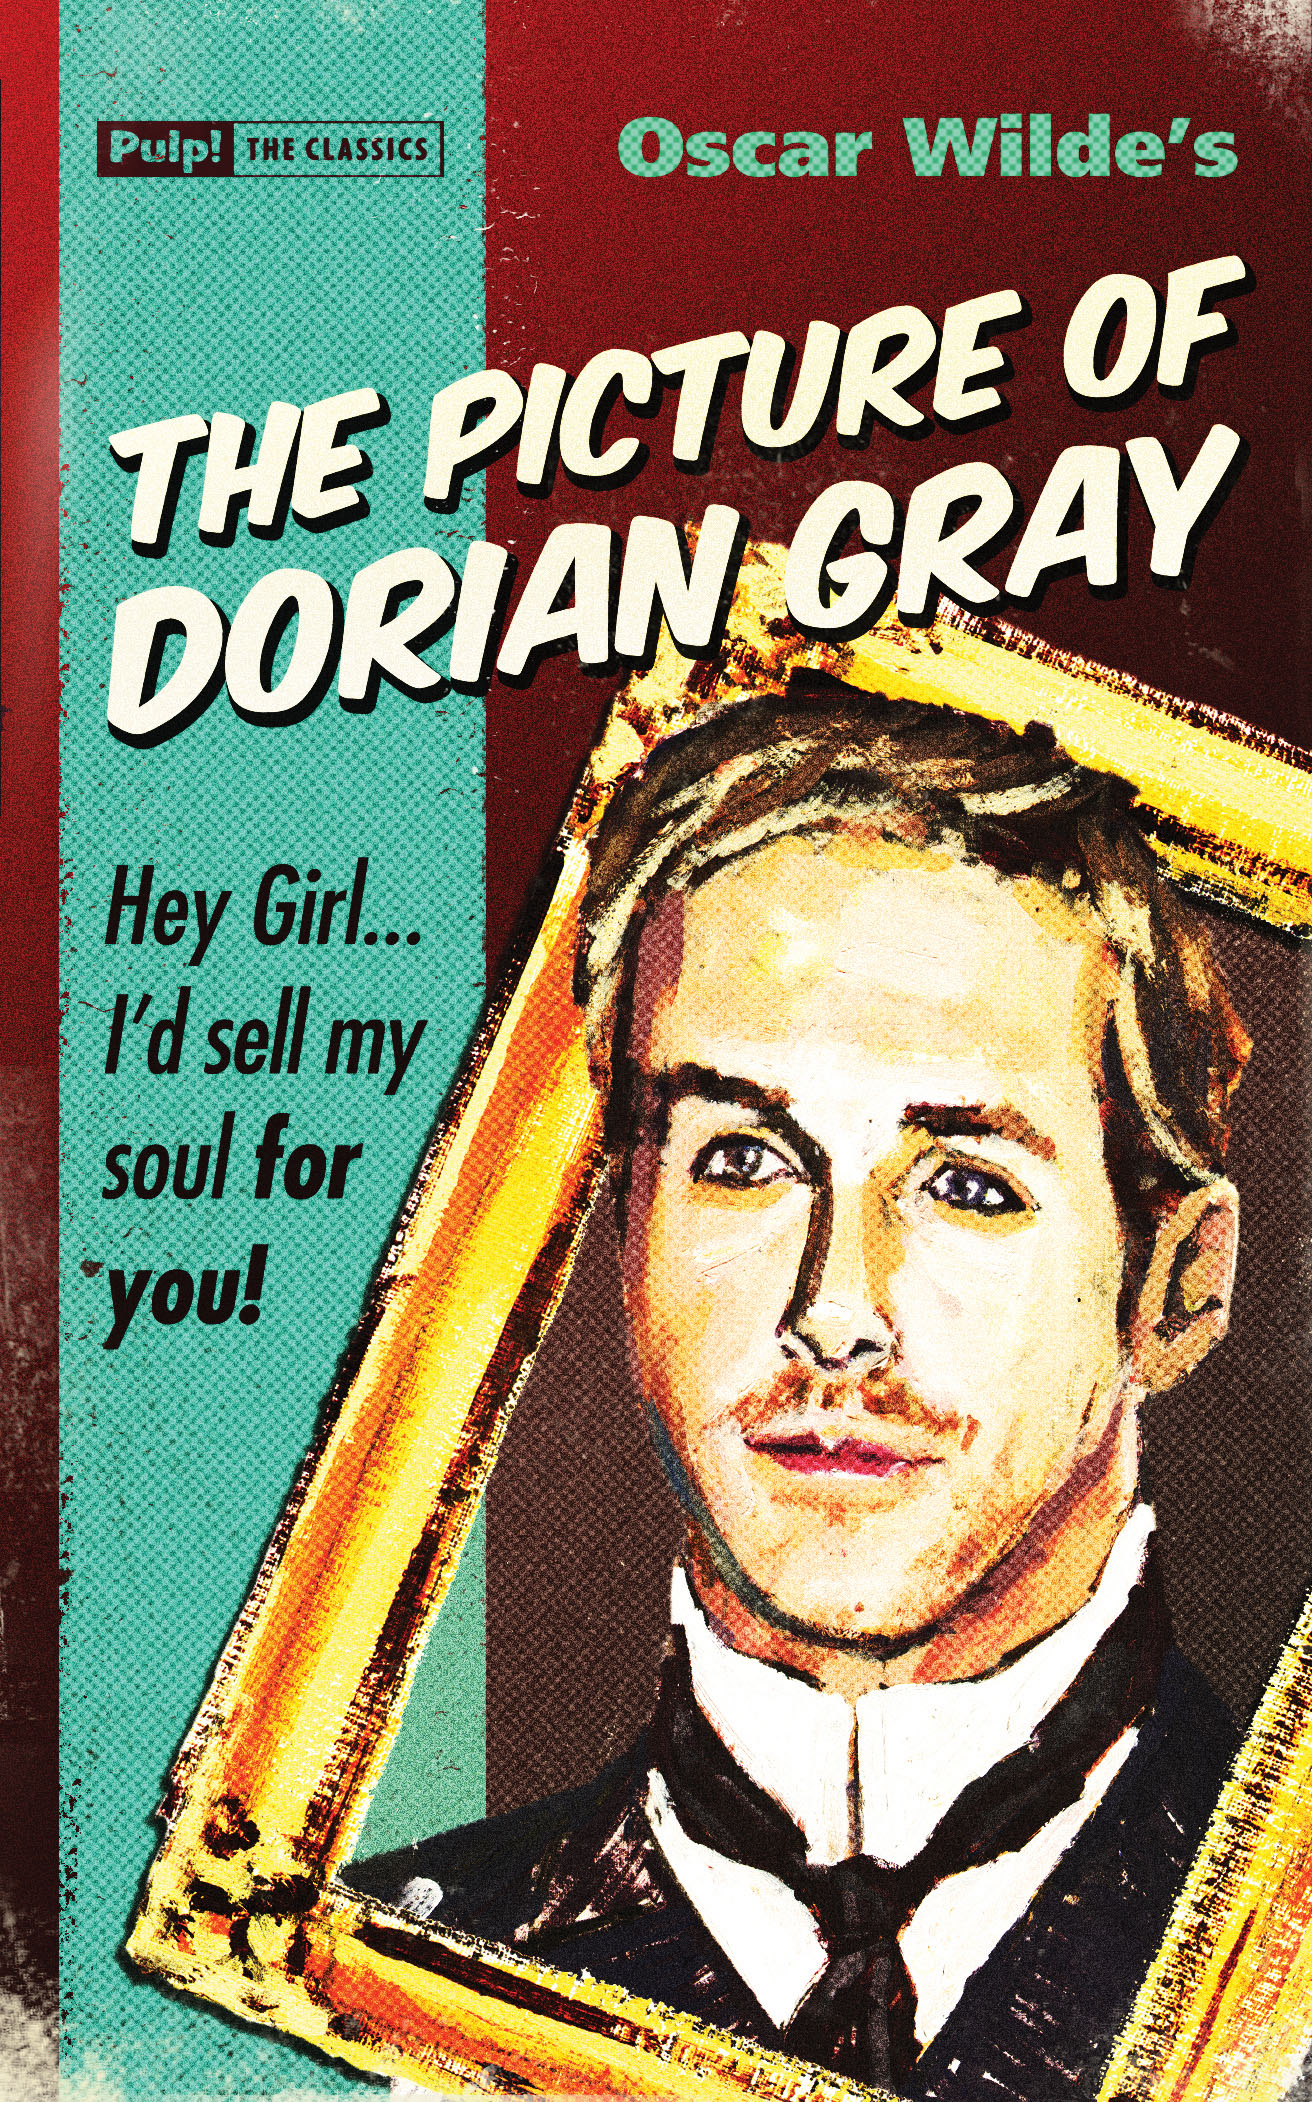 Pulp! THE CLASSICS
Oscar Wilde's
THE PICTURE OF
DORIAN GRAY
Hey Girl...
I'd sell my
soul for
you!